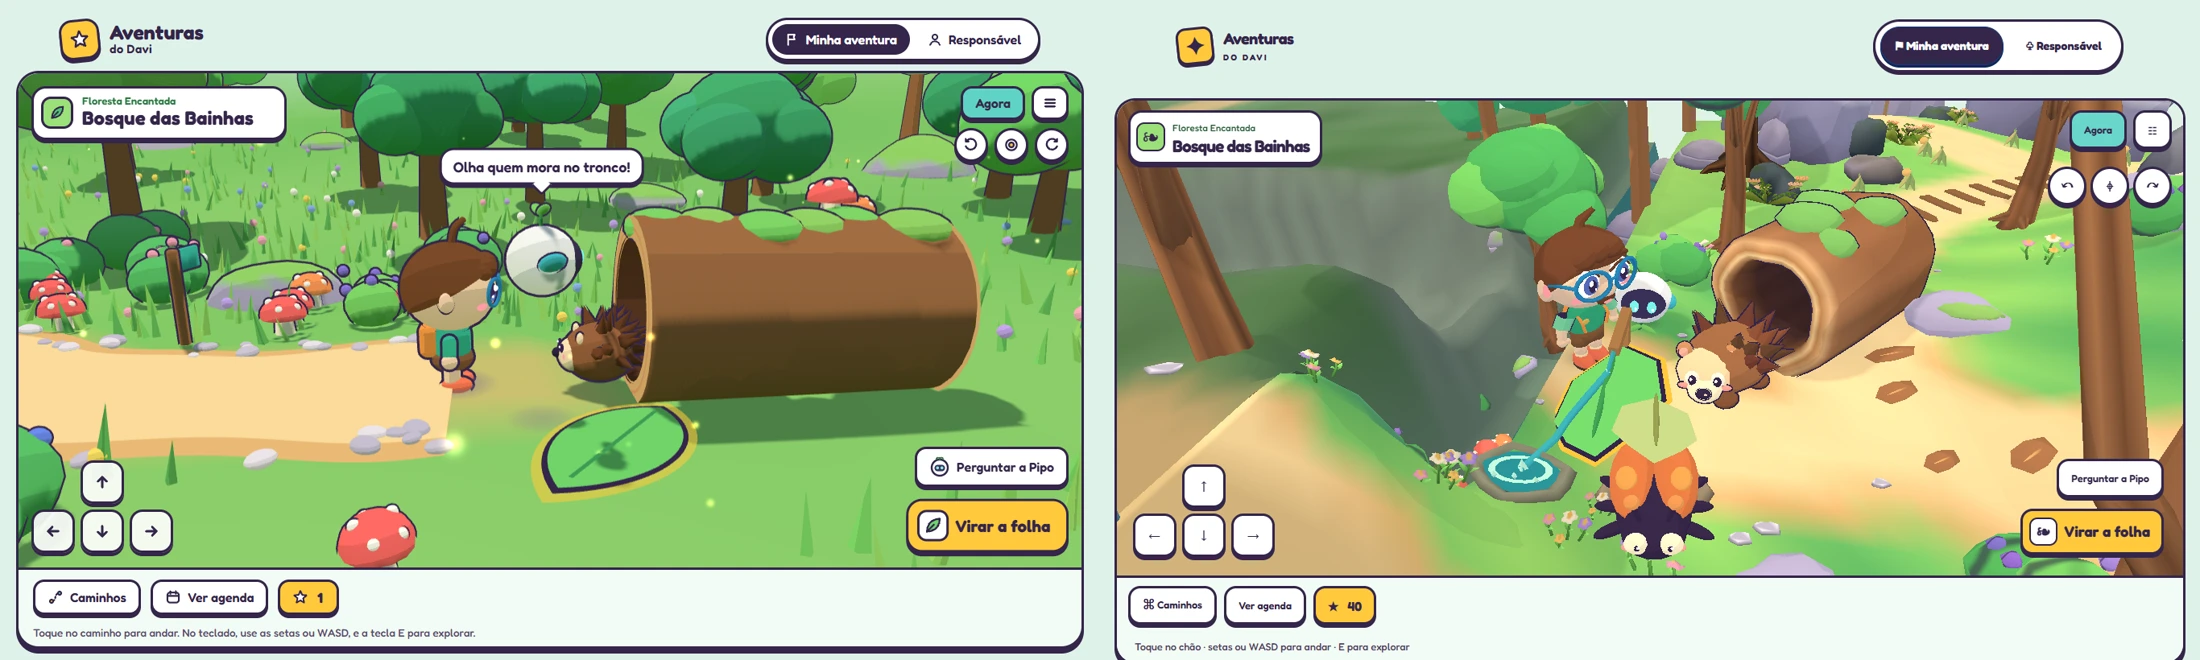 Aventuras
do Davi
Minha aventura
Responsável
Floresta Encantada
Bosque das Bainhas
Agora
Olha quem mora no tronco!
Perguntar a Pipo
Virar a folha
Caminhos
Ver agenda
1
Toque no caminho para andar. No teclado, use as setas ou WASD, e a tecla E para explorar.
Aventuras
DO DAVI
Minha aventura
Responsável
Floresta Encantada
Bosque das Bainhas
Agora
Perguntar a Pipo
Virar a folha
Caminhos
Ver agenda
40
Toque no chão · setas ou WASD para andar · E para explorar